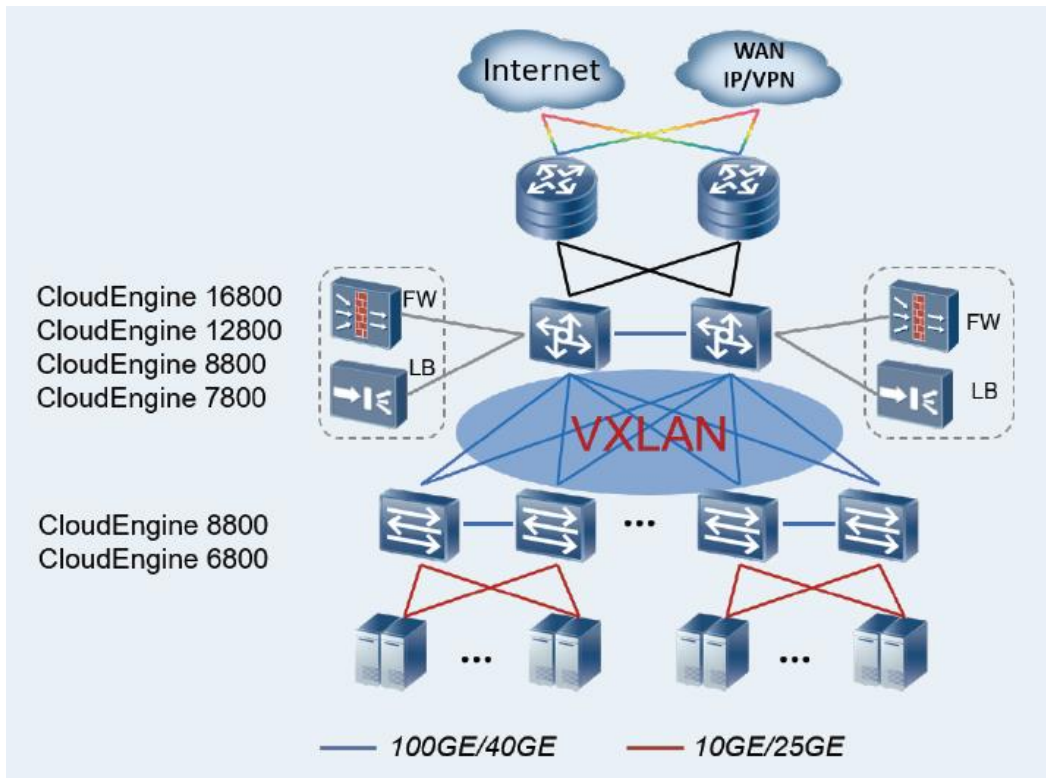 Internet
WAN
IP/VPN
CloudEngine 16800
CloudEngine 12800
CloudEngine 8800
CloudEngine 7800
FW
LB
FW
LB
VXLAN
CloudEngine 8800
CloudEngine 6800
...
...
...
100GE/40GE
10GE/25GE